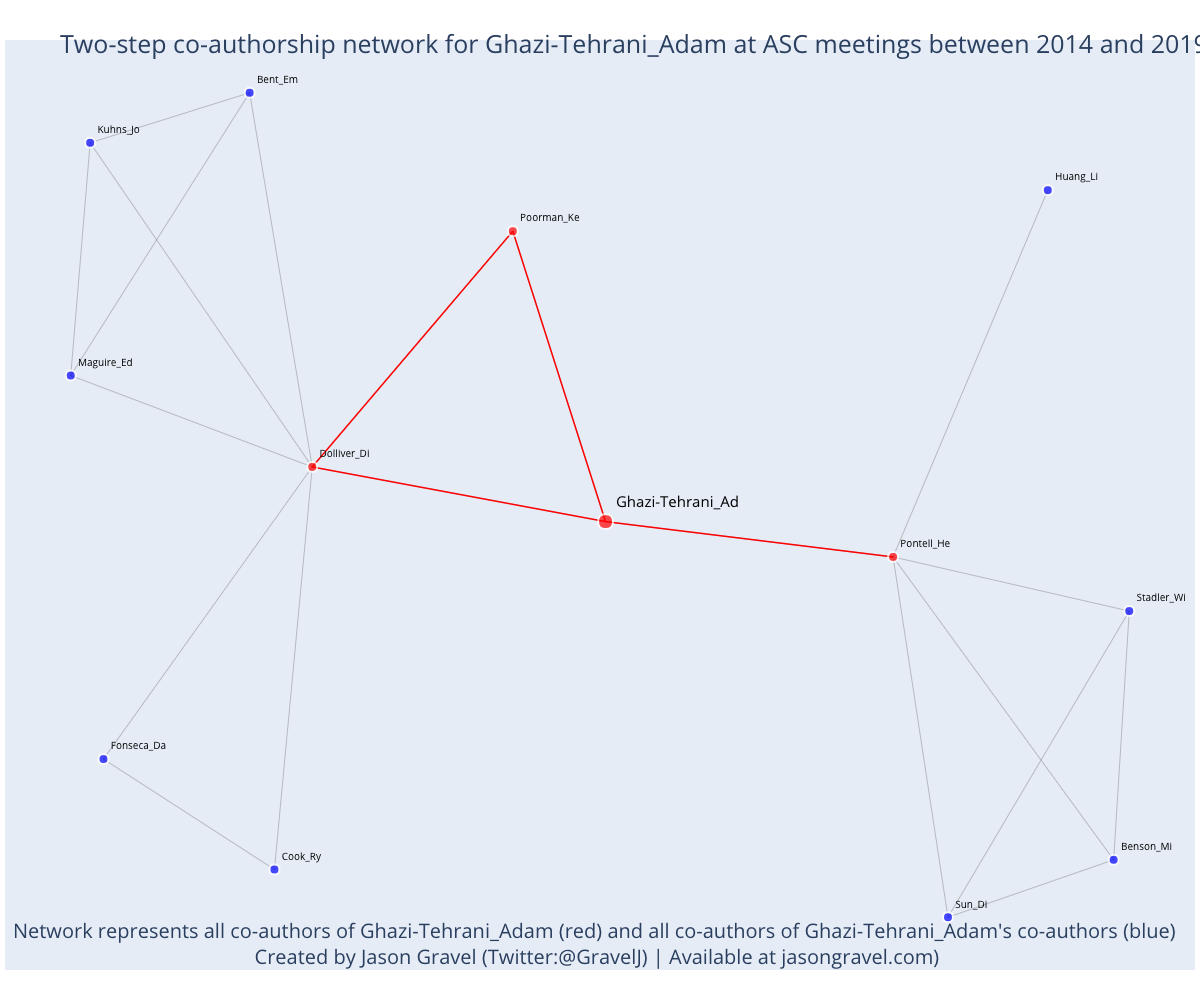 Two-step co-authorship network for Ghazi-Tehrani_Adam at ASC meetings between 2014 and 2019
Bent_Em
Kuhns_Jo
Huang_Li
Poorman_Ke
Maguire_Ed
Dolliver_Di
Ghazi-Tehrani_Ad
Pontell_He
Stadler_Wi
Fonseca_Da
Benson_Mi
Cook_Ry
Sun_Di
Network represents all co-authors of Ghazi-Tehrani_Adam (red) and all co-authors of Ghazi-Tehrani_Adam's co-authors (blue)
Created by Jason Gravel (Twitter:@GravelJ) | Available at jasongravel.com)